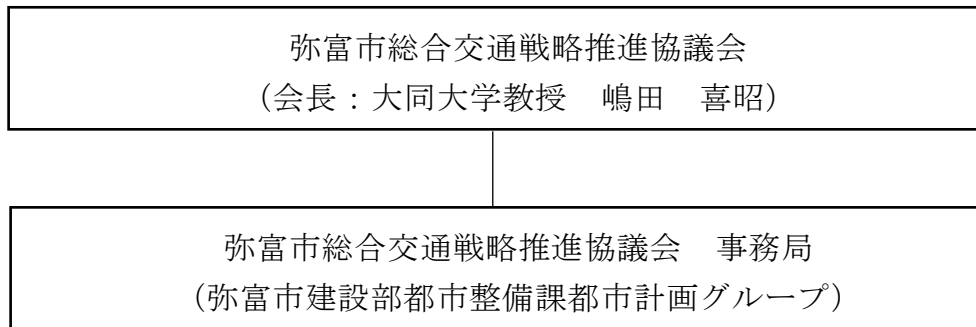 弥富市総合交通戦略推進協議会
(会長:大同大学教授　嶋田　喜昭)
弥富市総合交通戦略推進協議会　事務局
(弥富市建設部都市整備課都市計画グループ)